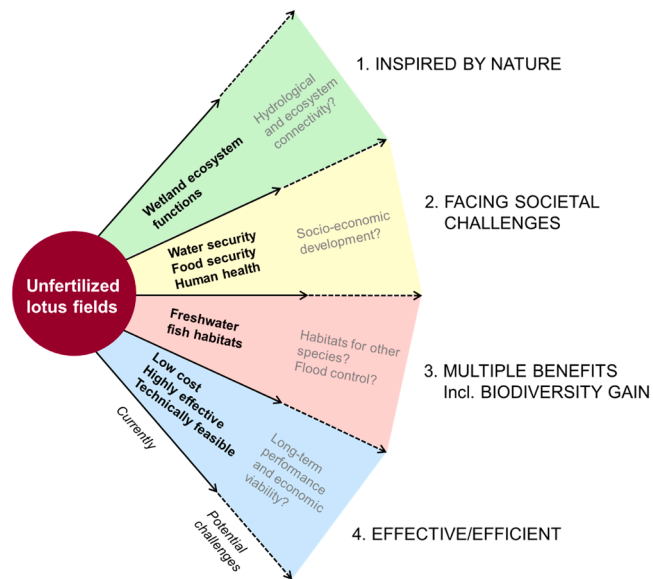 1. INSPIRED BY NATURE
Hydrological
and ecosystem
connectivity?
Wetland ecosystem
functions
2. FACING SOCIETAL
CHALLENGES
Water security
Food security
Human health
Socio-economic
development?
Unfertilized
lotus fields
Freshwater
fish habitats
Habitats for other
species?
Flood control?
3. MULTIPLE BENEFITS
Incl. BIODIVERSITY GAIN
Low cost
Highly effective
Technically feasible
Long-term
performance
and economic
viability?
4. EFFECTIVE/EFFICIENT
Currently
Potential
challenges